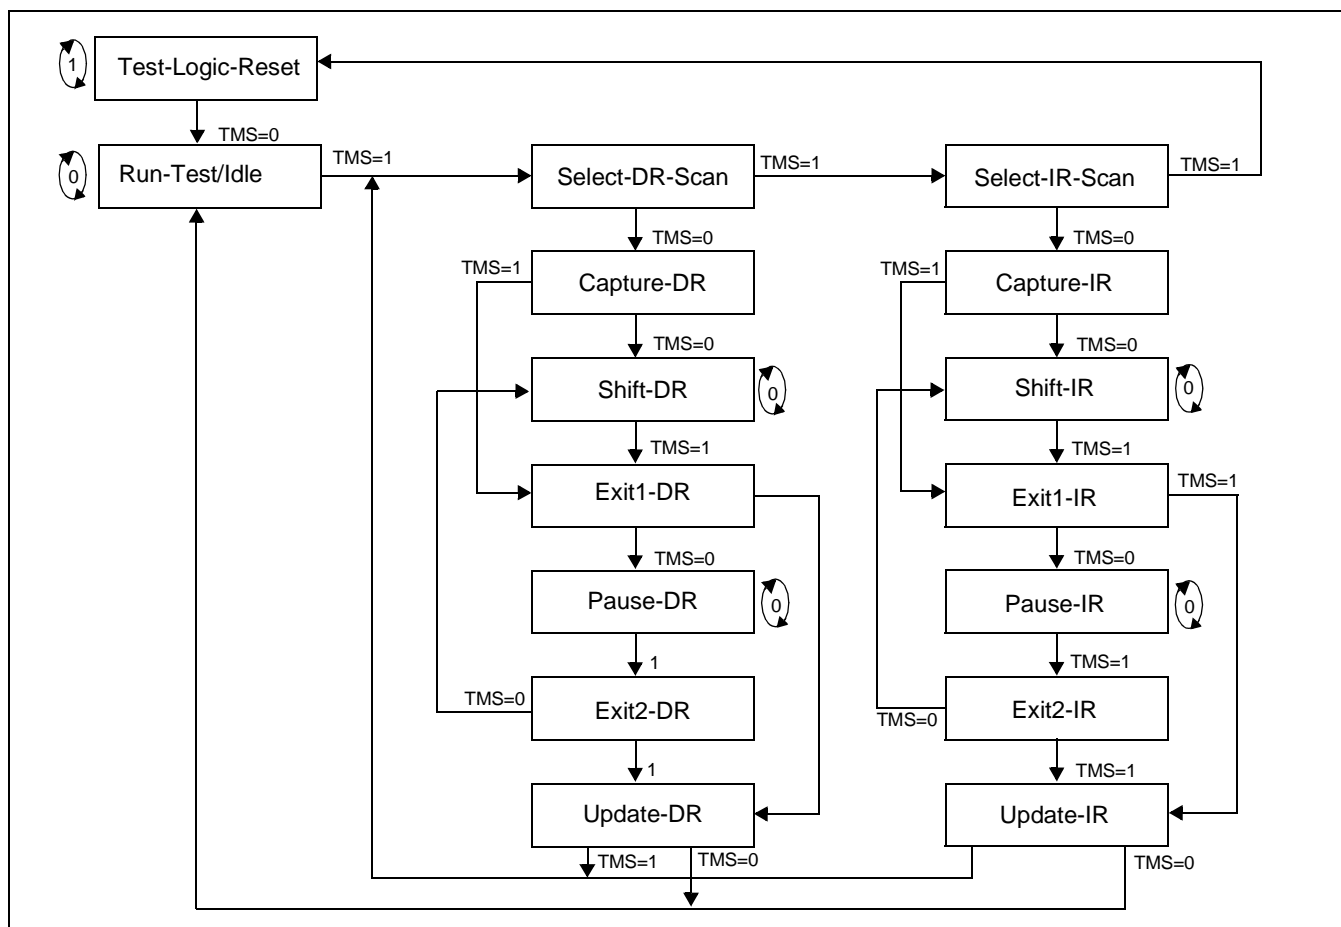 1
Test-Logic-Reset
TMS=0
0
Run-Test/Idle
TMS=1
Select-DR-Scan
TMS=1
Select-IR-Scan
TMS=1
TMS=0
TMS=0
TMS=1
Capture-DR
TMS=1
Capture-IR
TMS=0
TMS=0
Shift-DR
0
Shift-IR
0
TMS=1
TMS=1
Exit1-DR
Exit1-IR
TMS=1
TMS=0
TMS=0
Pause-DR
0
Pause-IR
0
1
TMS=1
TMS=0
Exit2-DR
TMS=0
Exit2-IR
1
TMS=1
Update-DR
Update-IR
TMS=1
TMS=0
TMS=0